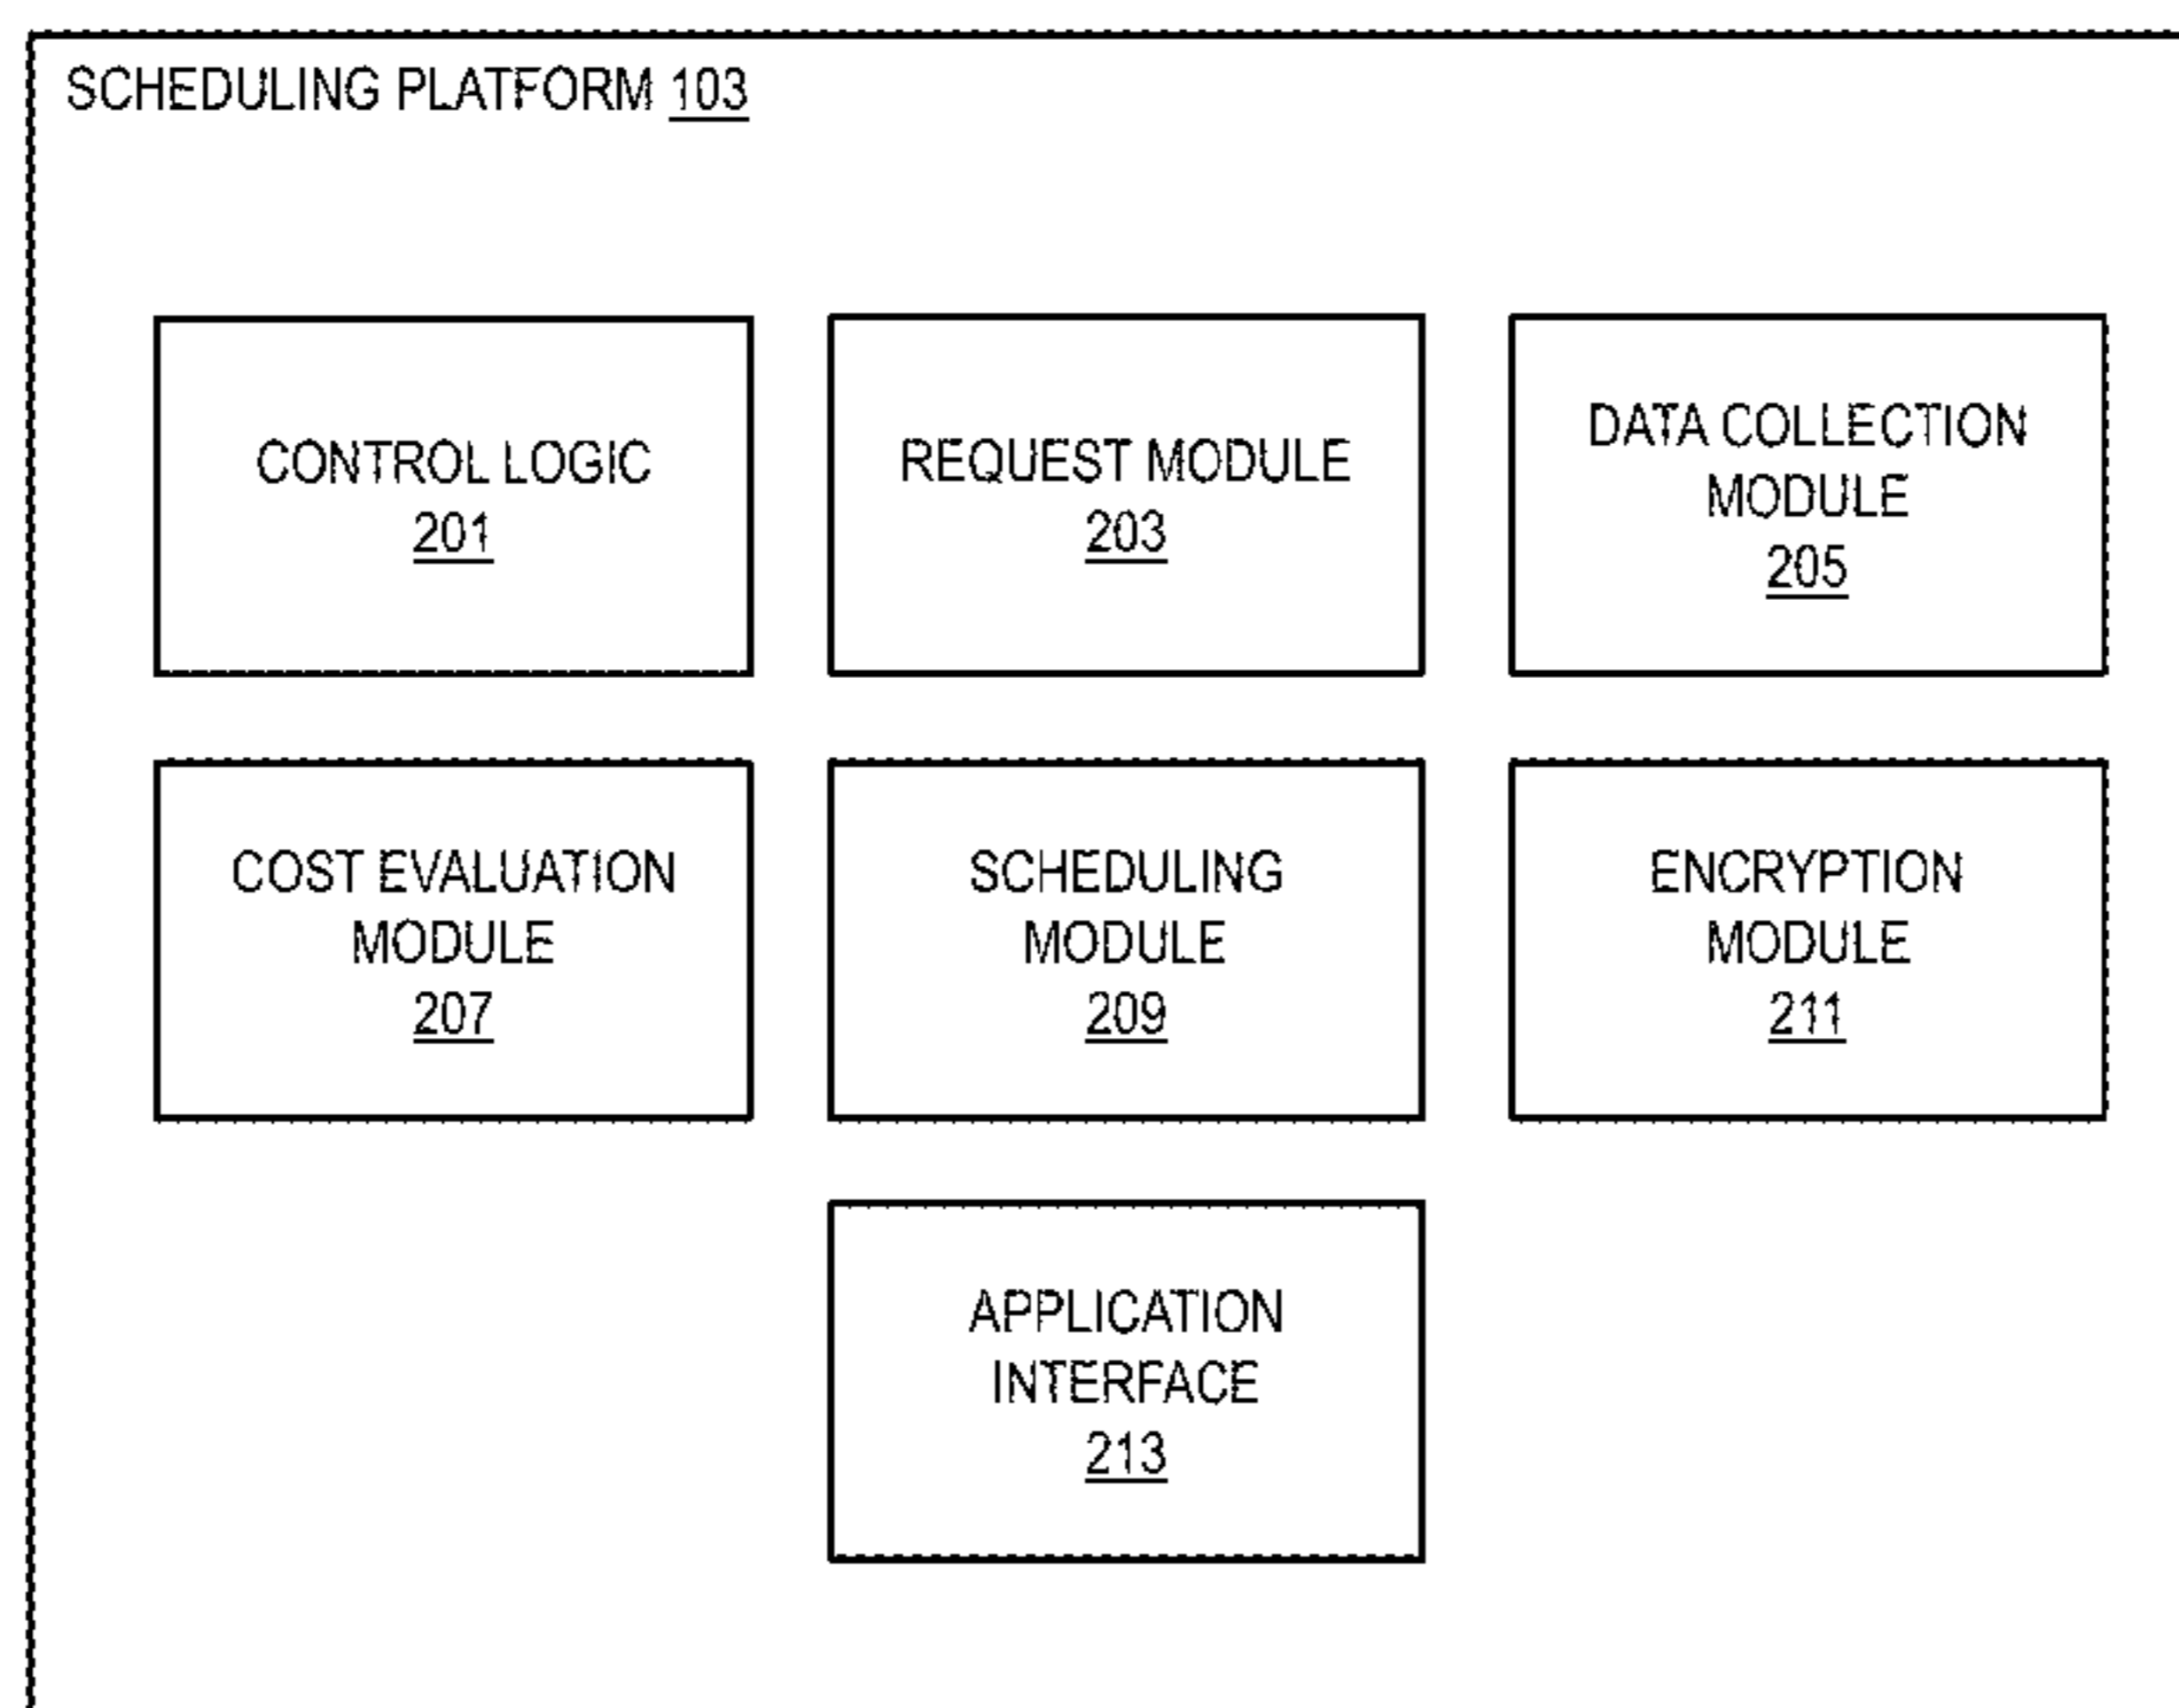 SCHEDULING PLATFORM 103
CONTROL LOGIC
201
REQUEST MODULE
203
DATA COLLECTION
MODULE
205
COST EVALUATION
MODULE
207
SCHEDULING
MODULE
209
ENCRYPTION
MODULE
211
APPLICATION
INTERFACE
213